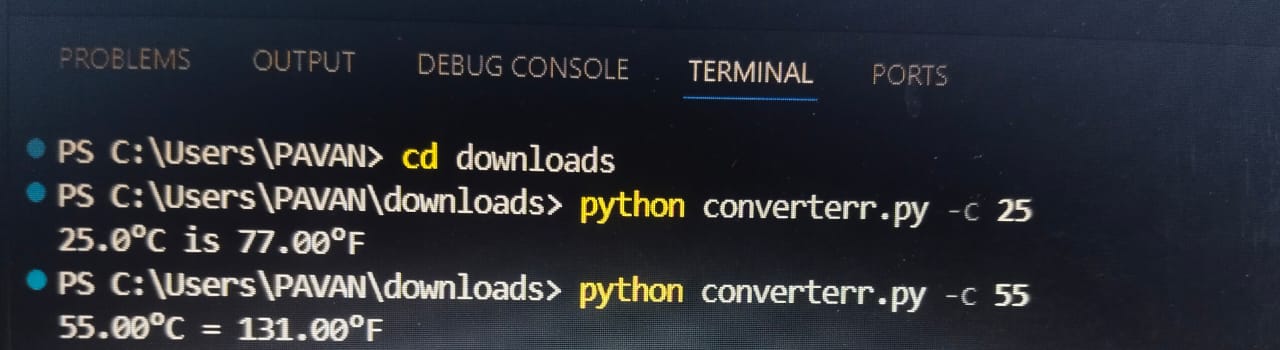 PROBLEMS OUTPUT DEBUG CONSOLE TERMINAL PORTS
PS C:\Users\PAVAN> cd downloads
PS C:\Users\PAVAN\downloads> python converterr.py -c 25
25.0°C is 77.00°F
PS C:\Users\PAVAN\downloads> python converterr.py -c 55
55.00°C = 131.00°F